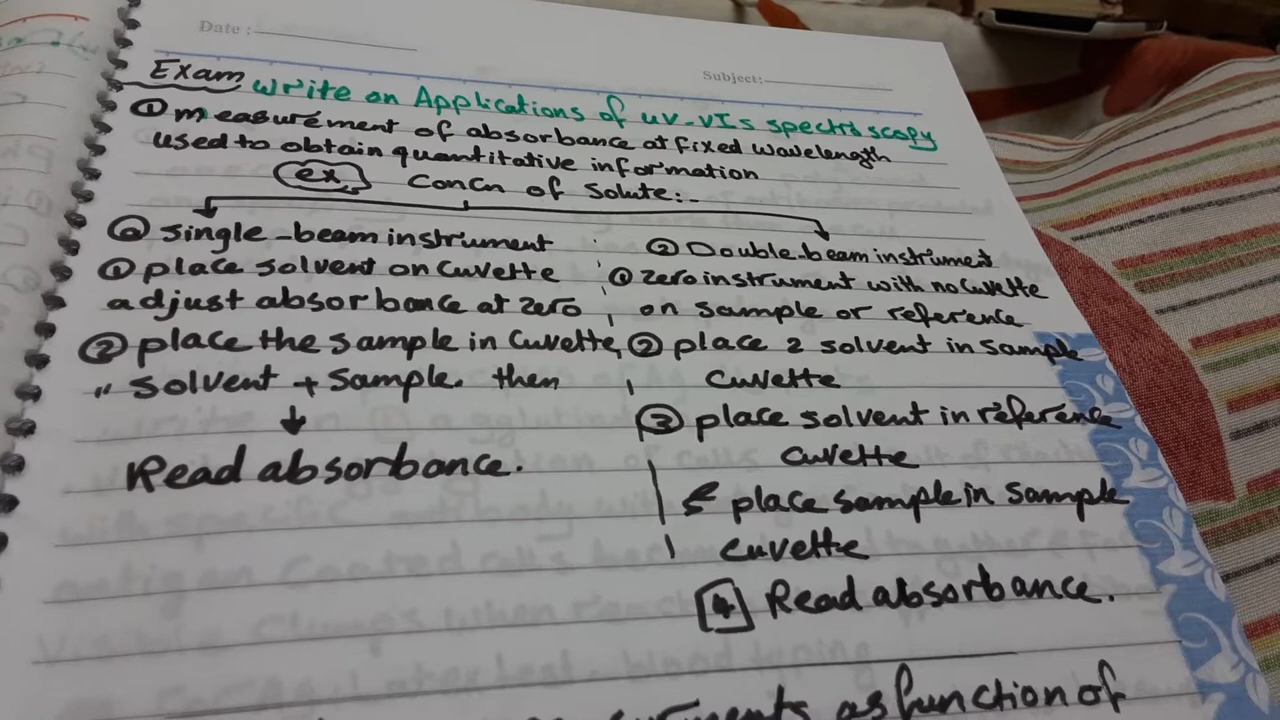 Date :
Subject:
Exam write on Applications of UV-VIs spectroscopy
① measurement of absorbance at fixed wavelength
used to obtain quantitative information
ex Concn of Solute:-
single-beam instrument
① place solvent on Cuvette
adjust absorbance at zero
② place the sample in Cuvette
" solvent + sample. then
↓
Read absorbance.
② Double-beam instrument
① zero instrument with no Cuvette
on sample or reference
② place 2 solvent in sample
Cuvette
③ place solvent in reference
Cuvette
place sample in sample
Cuvette
4 Read absorbance.
as function of